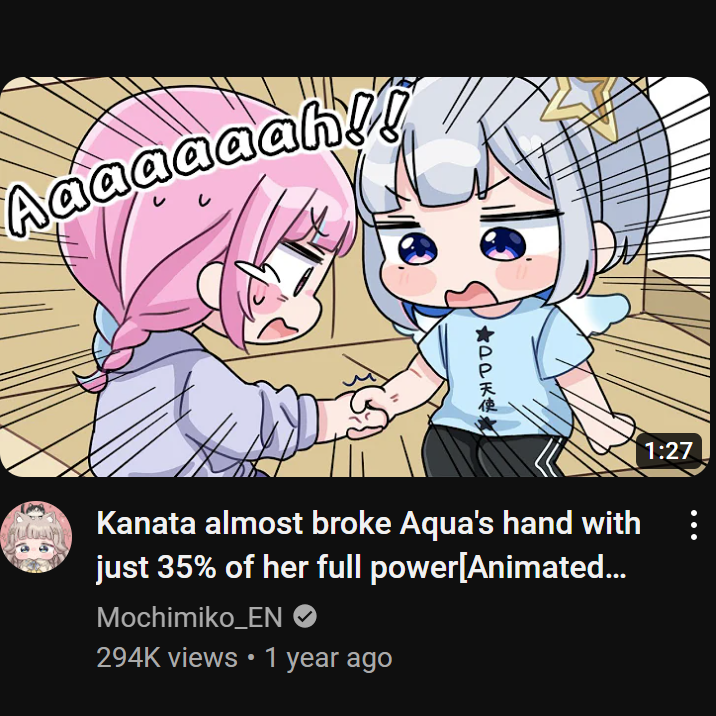 Aaaaaaaah!!
★PP天使★
1:27
Kanata almost broke Aqua's hand with
just 35% of her full power[Animated...
Mochimiko_EN
294K views • 1 year ago